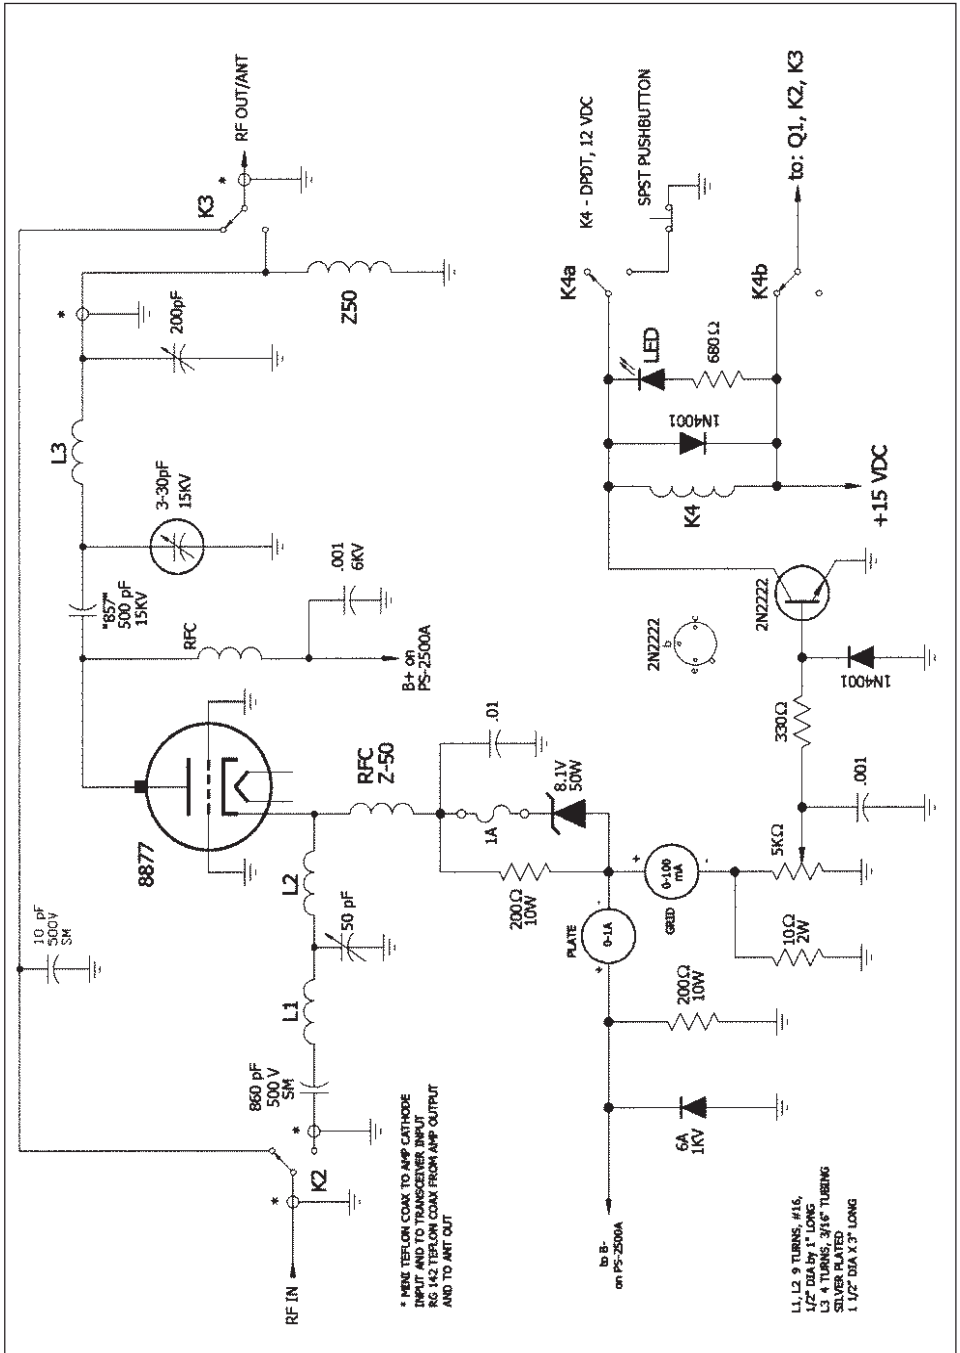 10 pF
500V
SM
8877
"857"
500 pF
15KV
RFC
.001
6KV
B+ on
PS-2500A
3-30pF
15KV
L3
200pF
*
Z50
K3
*
RF OUT/ANT
RF IN
*
K2
*
860 pF
500 V
SM
L1
50 pF
L2
RFC
Z-50
.01
1A
8.1V
50W
200Ω
10W
PLATE
+
0-1A
-
+
0-100
mA
-
GRID
200Ω
10W
6A
1KV
to B-
on PS-2500A
10Ω
2W
5KΩ
.001
330Ω
1N4001
2N2222
b
e
c
2N2222
K4
+15 VDC
1N4001
LED
680Ω
K4a
K4b
K4 - DPDT, 12 VDC
SPST PUSHBUTTON
to: Q1, K2, K3
* MINI TEFLON COAX TO AMP CATHODE
INPUT AND TO TRANSCEIVER INPUT
RG 142 TEFLON COAX FROM AMP OUTPUT
AND TO ANT OUT
L1, L2 9 TURNS, #16,
1/2" DIA by 1" LONG
L3 4 TURNS, 3/16" TUBING
SILVER PLATED
1 1/2" DIA X 3" LONG